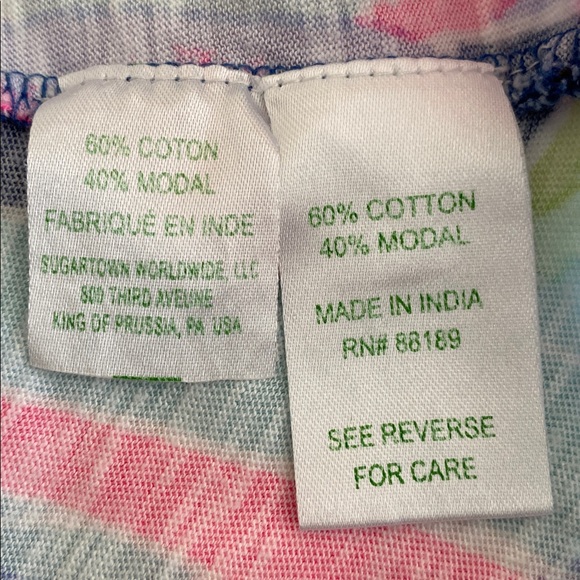 60% COTON
40% MODAL
FABRIQUÉ EN INDE
SUGARTOWN WORLDWIDE, LLC
800 THIRD AVELINE
KING OF PRUSSIA, PA USA
60% COTTON
40% MODAL
MADE IN INDIA
RN# 88189
SEE REVERSE
FOR CARE